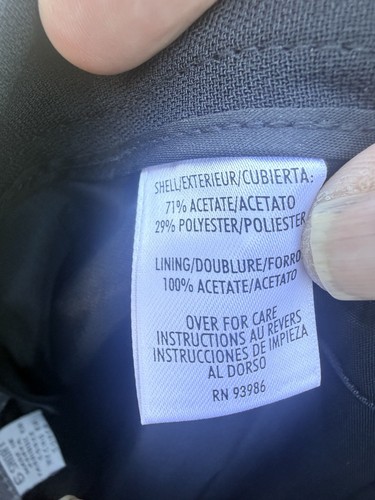 SHELL/EXTERIEUR/CUBIERTA:
71% ACETATE/ACETATO
29% POLYESTER/POLIESTER
LINING/DOUBLURE/FORRO
100% ACETATE/ACETATO
OVER FOR CARE
INSTRUCTIONS AU REVERS
INSTRUCCIONES DE IMPIEZA
AL DORSO
RN 93986